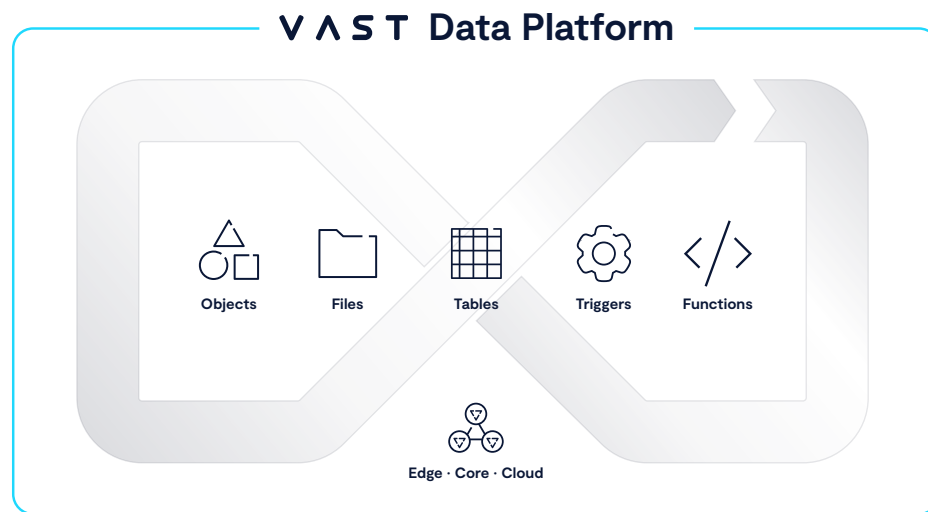 VAST Data Platform
Objects
Files
Tables
Triggers
Functions
Edge · Core · Cloud